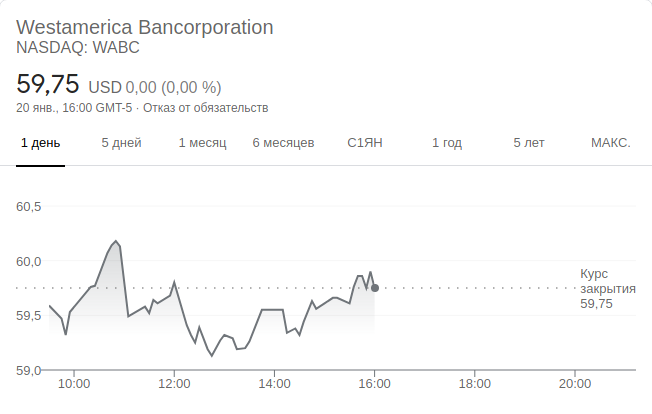 Westamerica Bancorporation
NASDAQ: WABC
59,75 USD 0,00 (0,00 %)
20 янв., 16:00 GMT-5 · Отказ от обязательств
1 день 5 дней 1 месяц 6 месяцев С1ЯН 1 год 5 лет МАКС.
60,5
60,0
Курс
закрытия
59,75
59,5
59,0
10:00 12:00 14:00 16:00 18:00 20:00